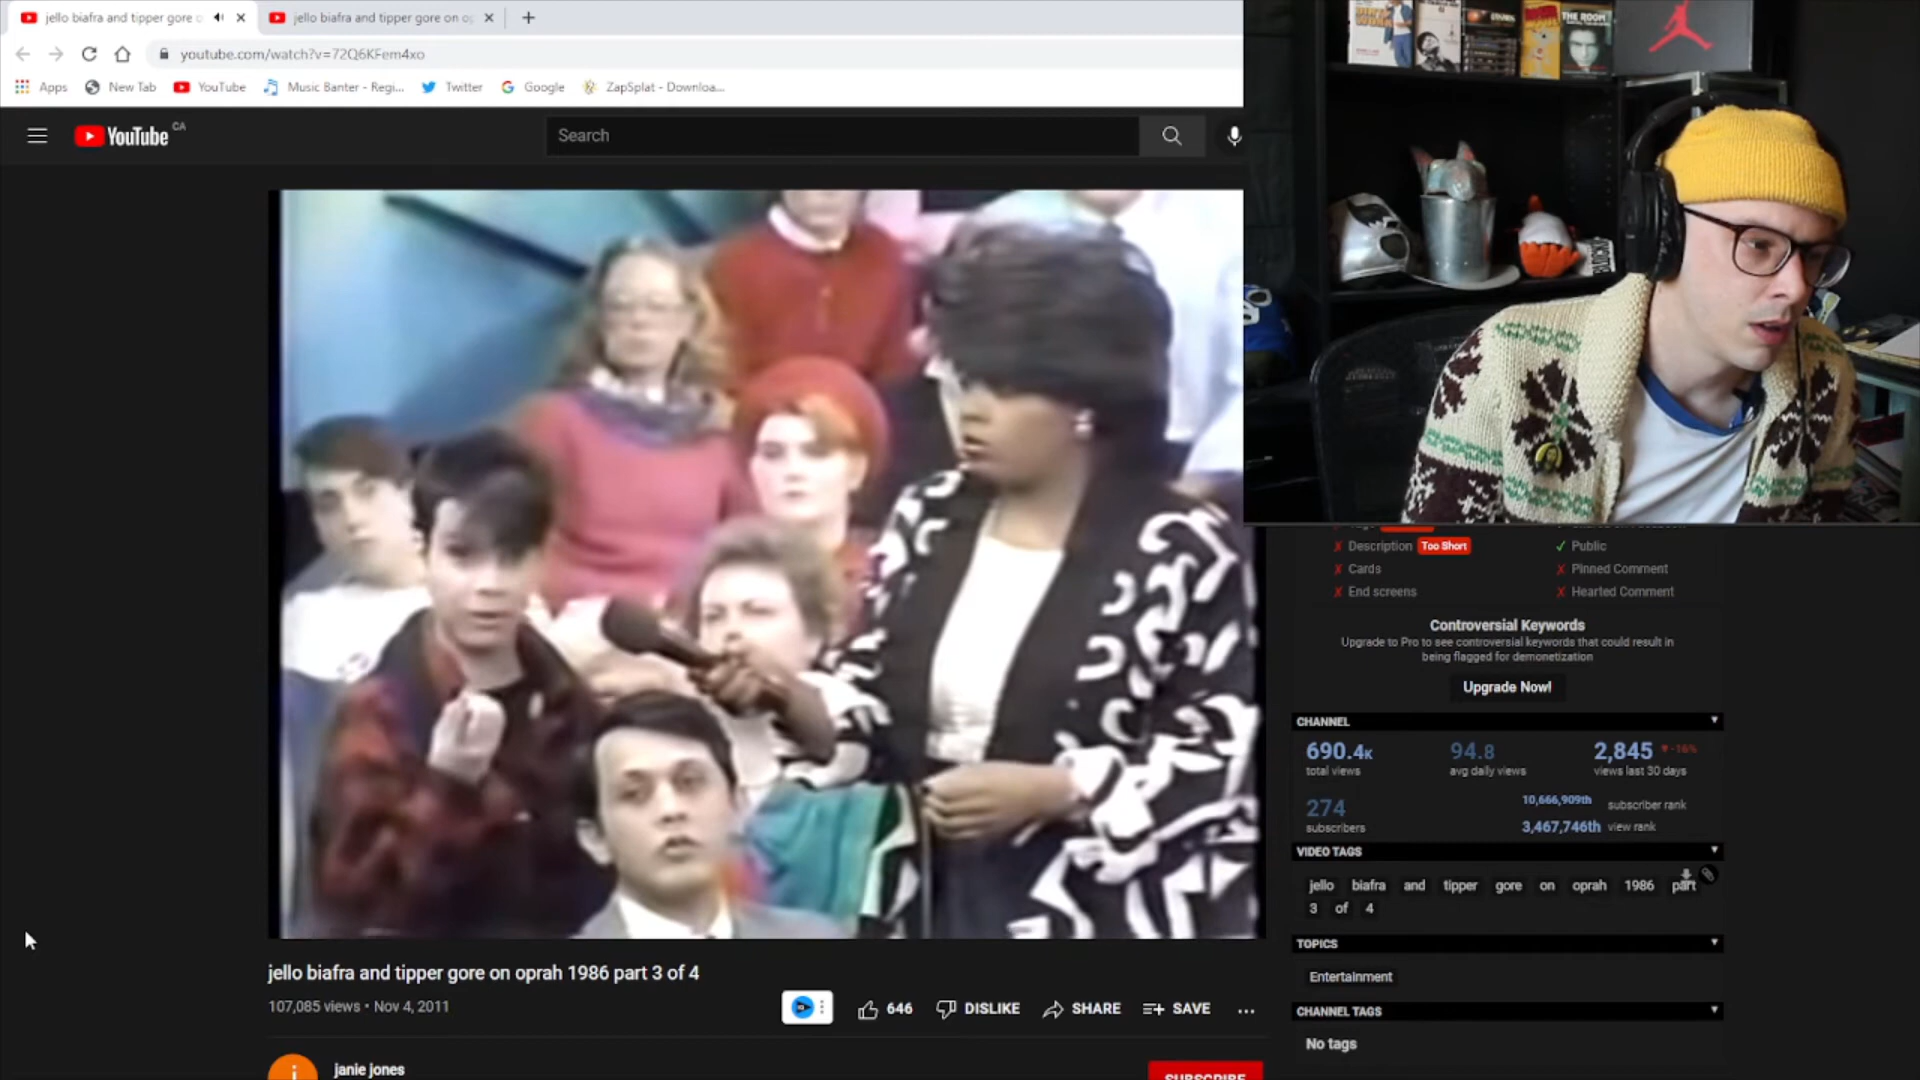 jello biafra and tipper gore o
jello biafra and tipper gore on o
youtube.com/watch?v=72Q6KFem4xo
Apps
New Tab
YouTube
Music Banter - Regi...
Twitter
Google
ZapSplat - Downloa...
YouTube CA
Search
THE ROOM
Description Too Short
Public
Cards
Pinned Comment
End screens
Hearted Comment
Controversial Keywords
Upgrade to Pro to see controversial keywords that could result in
being flagged for demonetization
Upgrade Now!
CHANNEL
690.4K
94.8
2,845 -16%
total views
avg daily views
views last 30 days
274
10,666,909th subscriber rank
subscribers
3,467,746th view rank
VIDEO TAGS
jello biafra and tipper gore on oprah 1986 part
3 of 4
TOPICS
Entertainment
CHANNEL TAGS
No tags
jello biafra and tipper gore on oprah 1986 part 3 of 4
107,085 views • Nov 4, 2011
646
DISLIKE
SHARE
SAVE
janie jones
SUBSCRIBE